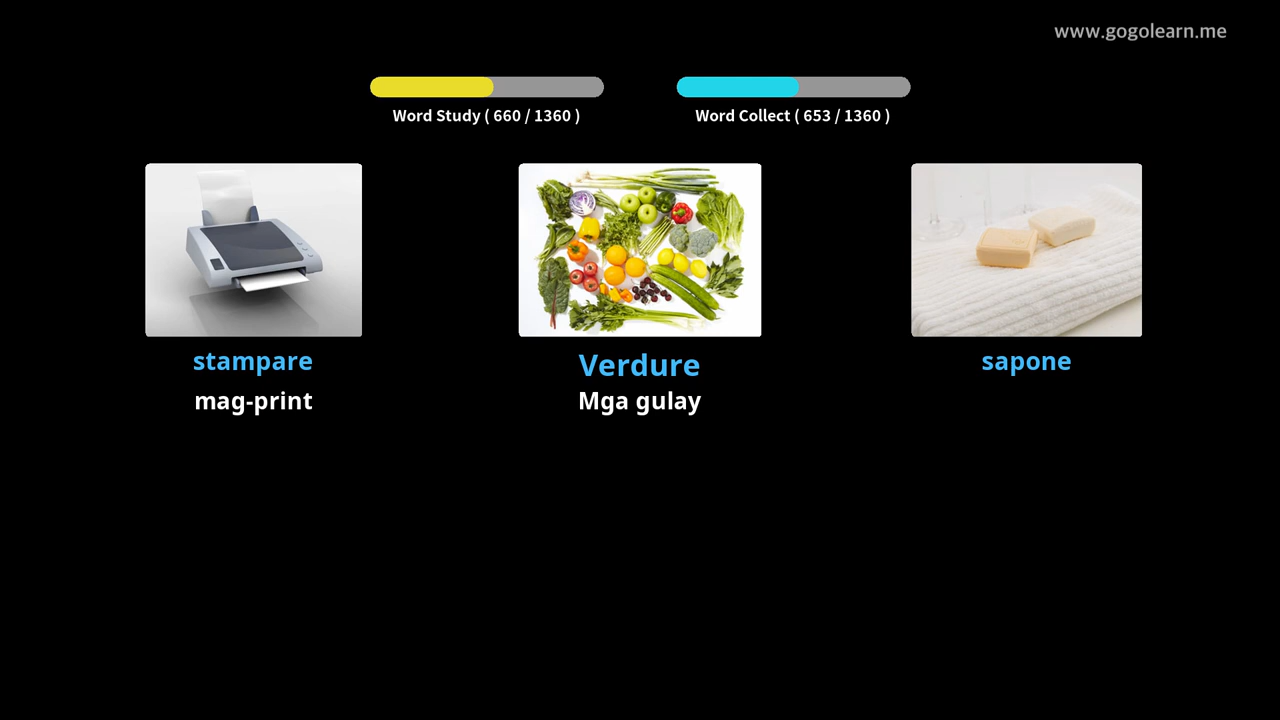 www.gogolearn.me
Word Study ( 660 / 1360 )
Word Collect ( 653 / 1360 )
stampare
mag-print
Verdure
Mga gulay
sapone